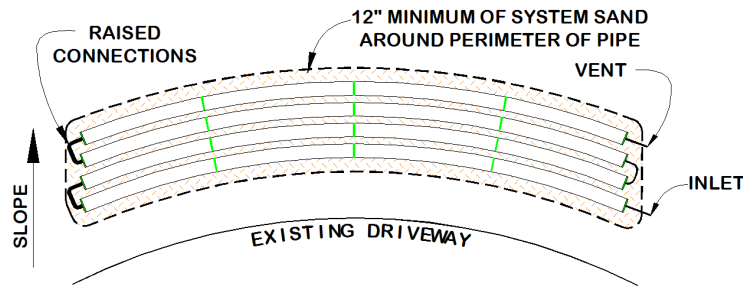 RAISED
CONNECTIONS
12" MINIMUM OF SYSTEM SAND
AROUND PERIMETER OF PIPE
VENT
SLOPE
INLET
EXISTING DRIVEWAY